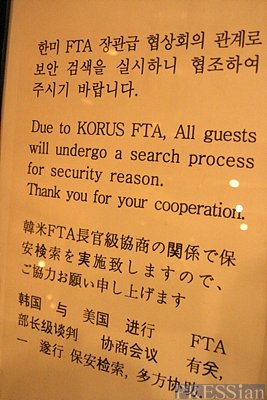 한미 FTA 장관급 협상회의 관계로
보안 검색을 실시하니 협조하여
주시기 바랍니다.
Due to KORUS FTA, All guests
will undergo a search process
for security reason.
Thank you for your cooperation.
韓米FTA長官級協商の関係で保
安検索を実施致しますので、
ご協力お願い申し上げます
韩国 与 美国 进行 FTA
部长级谈判 协商会议 有关,
一 遂行 保安检索, 多方协助.